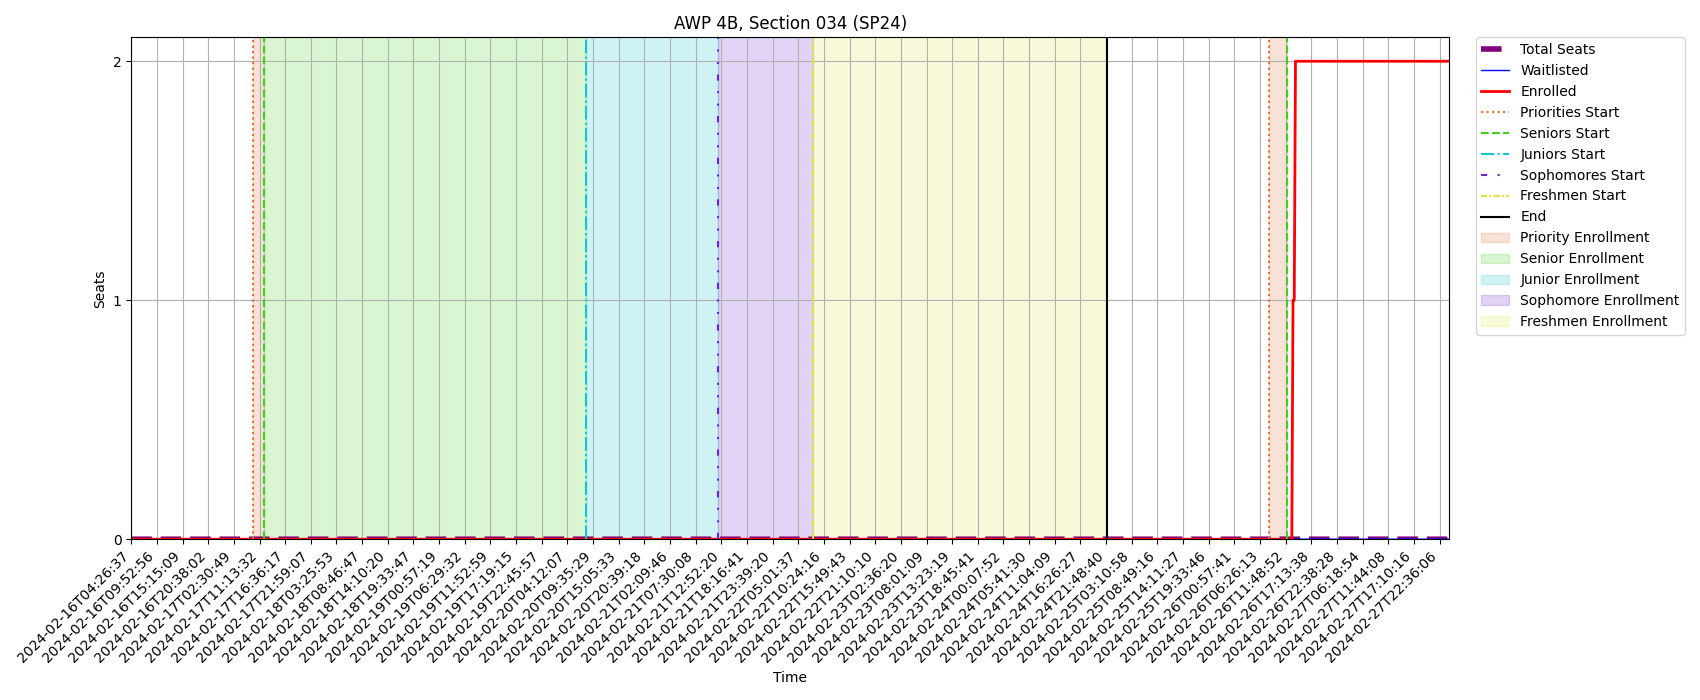 AWP 4B, Section 034 (SP24)
Total Seats
Waitlisted
Enrolled
Priorities Start
Seniors Start
Juniors Start
Sophomores Start
Freshmen Start
End
Priority Enrollment
Senior Enrollment
Junior Enrollment
Sophomore Enrollment
Freshmen Enrollment
Seats
2
1
0
2024-02-16T04:26:37
2024-02-16T09:52:56
2024-02-16T15:15:09
2024-02-16T20:38:02
2024-02-17T02:30:49
2024-02-17T11:13:32
2024-02-17T16:36:17
2024-02-17T21:59:07
2024-02-18T03:25:53
2024-02-18T08:46:47
2024-02-18T14:10:20
2024-02-18T19:33:47
2024-02-19T00:57:19
2024-02-19T06:29:32
2024-02-19T11:52:59
2024-02-19T17:19:15
2024-02-19T22:45:57
2024-02-20T04:12:07
2024-02-20T09:35:29
2024-02-20T15:05:33
2024-02-20T20:39:18
2024-02-21T02:09:46
2024-02-21T07:30:08
2024-02-21T12:52:20
2024-02-21T18:16:41
2024-02-21T23:39:20
2024-02-22T05:01:37
2024-02-22T10:24:16
2024-02-22T15:49:43
2024-02-22T21:10:10
2024-02-23T02:36:20
2024-02-23T08:01:09
2024-02-23T13:23:19
2024-02-23T18:45:41
2024-02-24T00:07:52
2024-02-24T05:41:30
2024-02-24T11:04:09
2024-02-24T16:26:27
2024-02-24T21:48:40
2024-02-25T03:10:58
2024-02-25T08:49:16
2024-02-25T14:11:27
2024-02-25T19:33:46
2024-02-26T00:57:41
2024-02-26T06:26:13
2024-02-26T11:48:52
2024-02-26T17:13:38
2024-02-26T22:38:28
2024-02-27T06:18:54
2024-02-27T11:44:08
2024-02-27T17:10:16
2024-02-27T22:36:06
Time